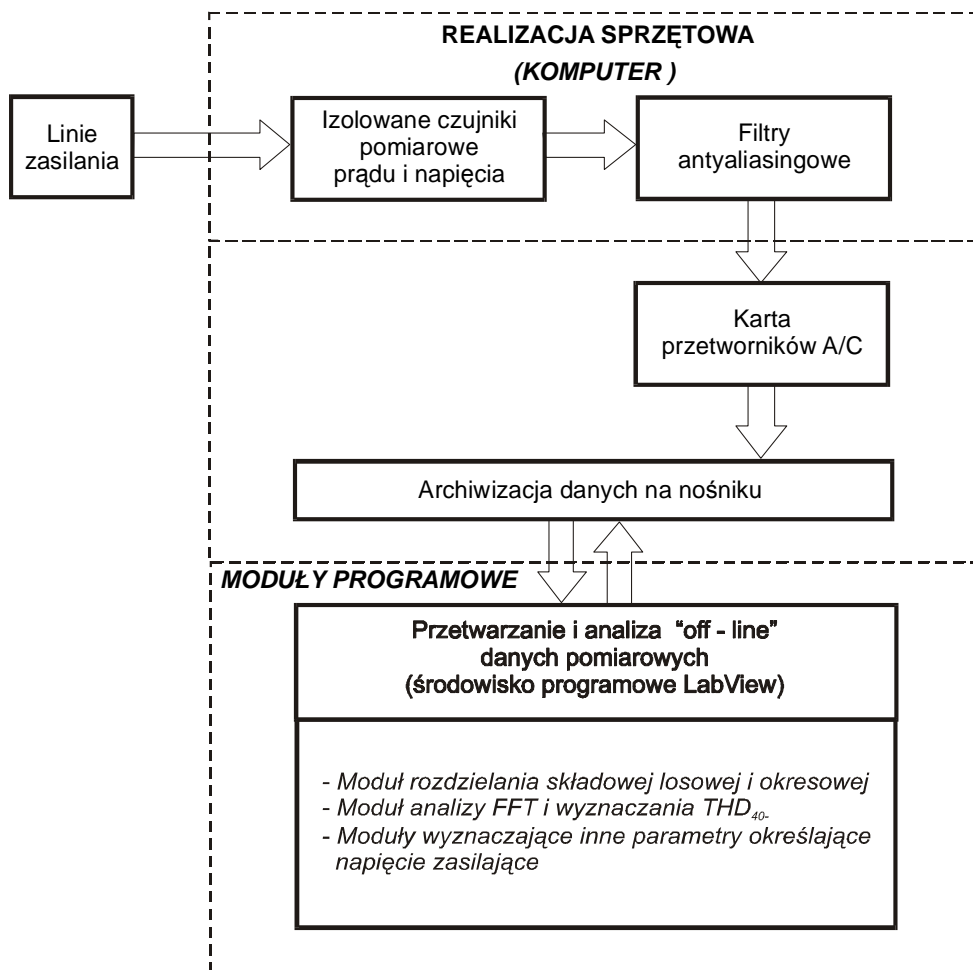 REALIZACJA SPRZĘTOWA
(KOMPUTER )
Linie
zasilania
Izolowane czujniki
pomiarowe
prądu i napięcia
Filtry
antyaliasingowe
Karta
przetworników A/C
Archiwizacja danych na nośniku
MODUŁY PROGRAMOWE
Przetwarzanie i analiza “off - line”
danych pomiarowych
(środowisko programowe LabView)
- Moduł rozdzielania składowej losowej i okresowej
- Moduł analizy FFT i wyznaczania THD40-
- Moduły wyznaczające inne parametry określające
napięcie zasilające